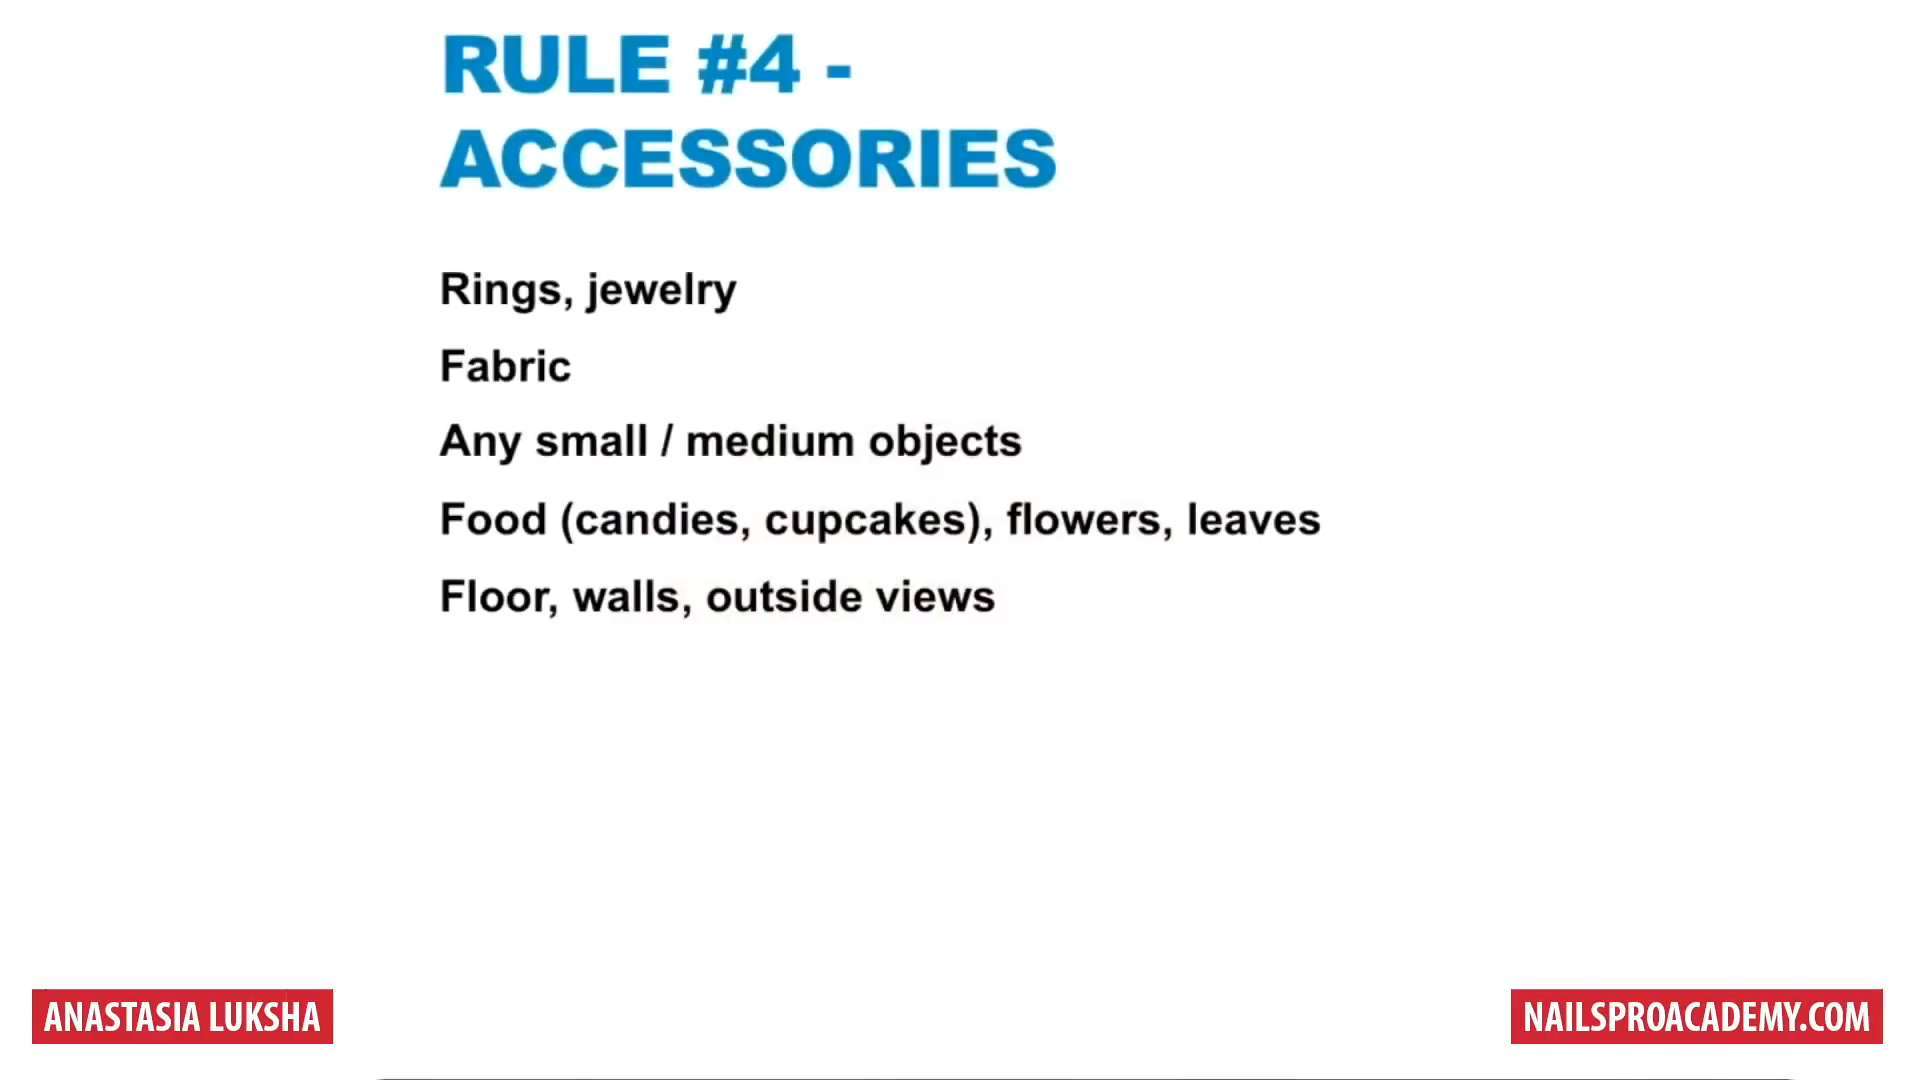 RULE #4 -
ACCESSORIES
Rings, jewelry
Fabric
Any small / medium objects
Food (candies, cupcakes), flowers, leaves
Floor, walls, outside views
ANASTASIA LUKSHA
NAILSPROACADEMY.COM